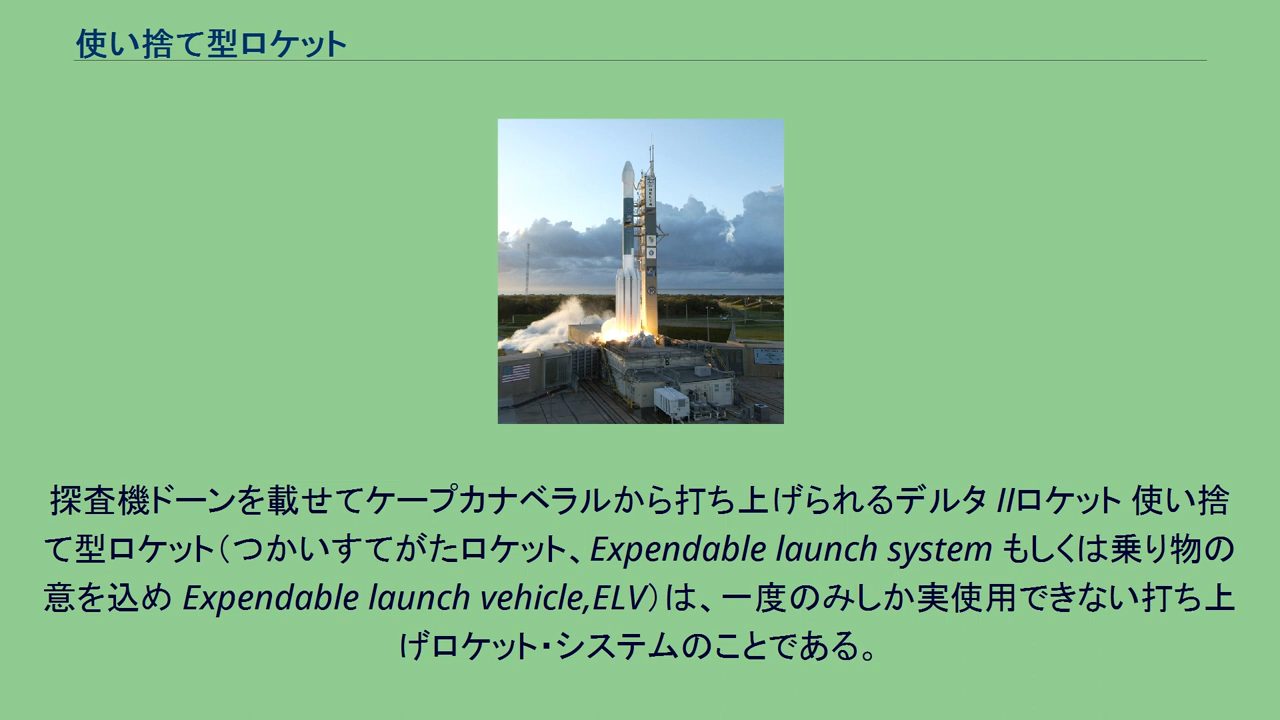 使い捨て型ロケット
探査機ドーンを載せてケープカナベラルから打ち上げられるデルタ IIロケット 使い捨
て型ロケット（つかいすてがたロケット、Expendable launch system もしくは乗り物の
意を込め Expendable launch vehicle,ELV）は、一度のみしか実使用できない打ち上
げロケット・システムのことである。